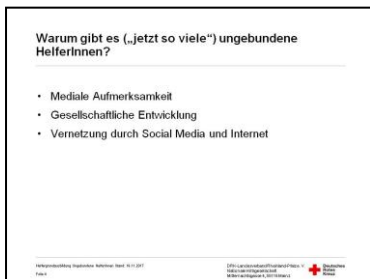 Warum gibt es („jetzt so viele“) ungebundene
HelferInnen?
• Mediale Aufmerksamkeit
• Gesellschaftliche Entwicklung
• Vernetzung durch Social Media und Internet
Deutsches
Rotes
Kreuz